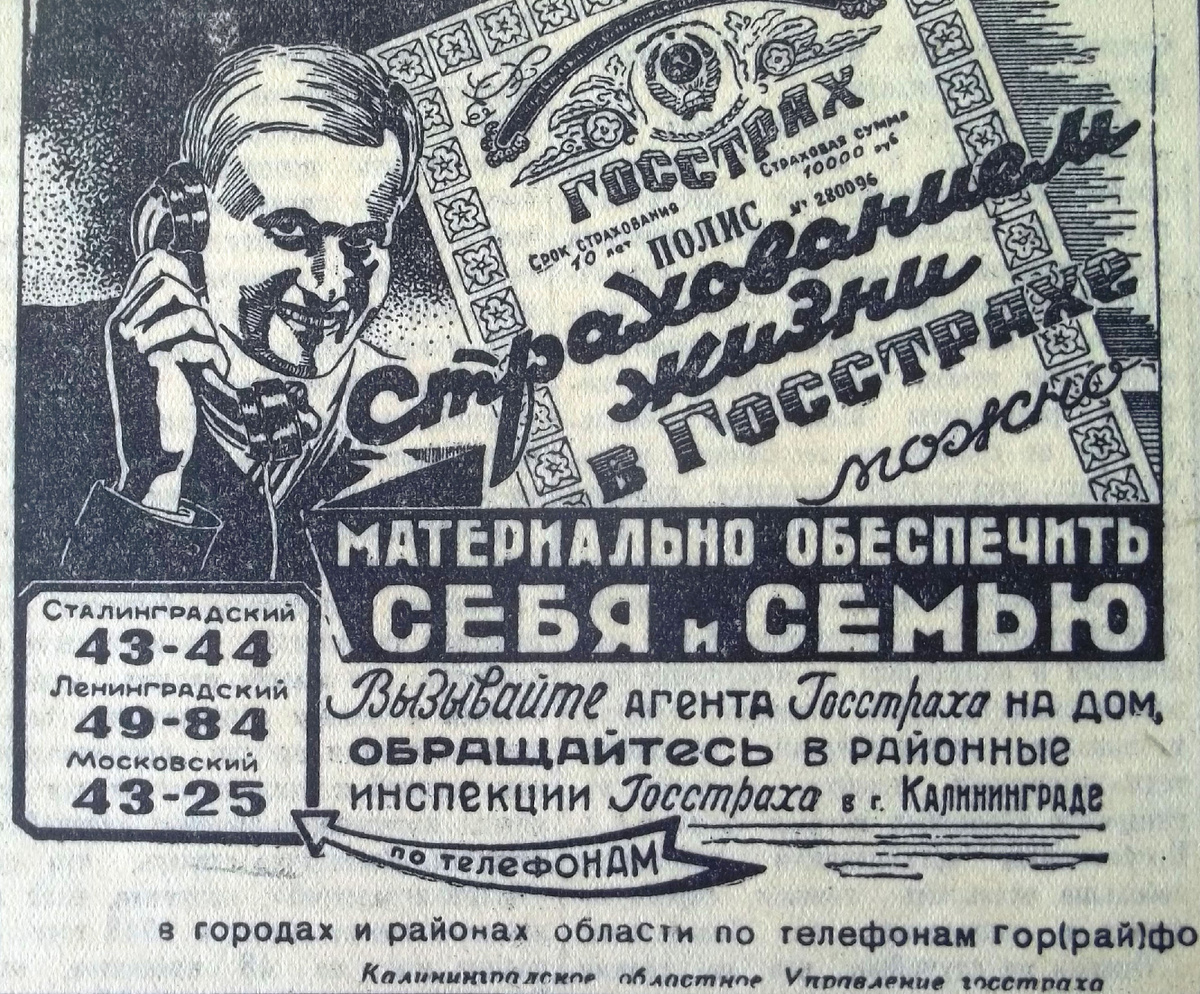 ГОССТРАХ
СТРАХОВАЯ СУММА
10000 руб
СРОК СТРАХОВАНИЯ
10 лет
ПОЛИС
№ 280096
Страхованием
жизни
в Госстрахе
можно
МАТЕРИАЛЬНО ОБЕСПЕЧИТЬ
СЕБЯ и СЕМЬЮ
Сталинградский
43-44
Ленинградский
49-84
Московский
43-25
Вызывайте агента Госстраха на дом,
обращайтесь в районные
инспекции Госстраха в г. Калининграде
по телефонам
в городах и районах области по телефонам гор(рай)фо
Калининградское областное Управление госстраха